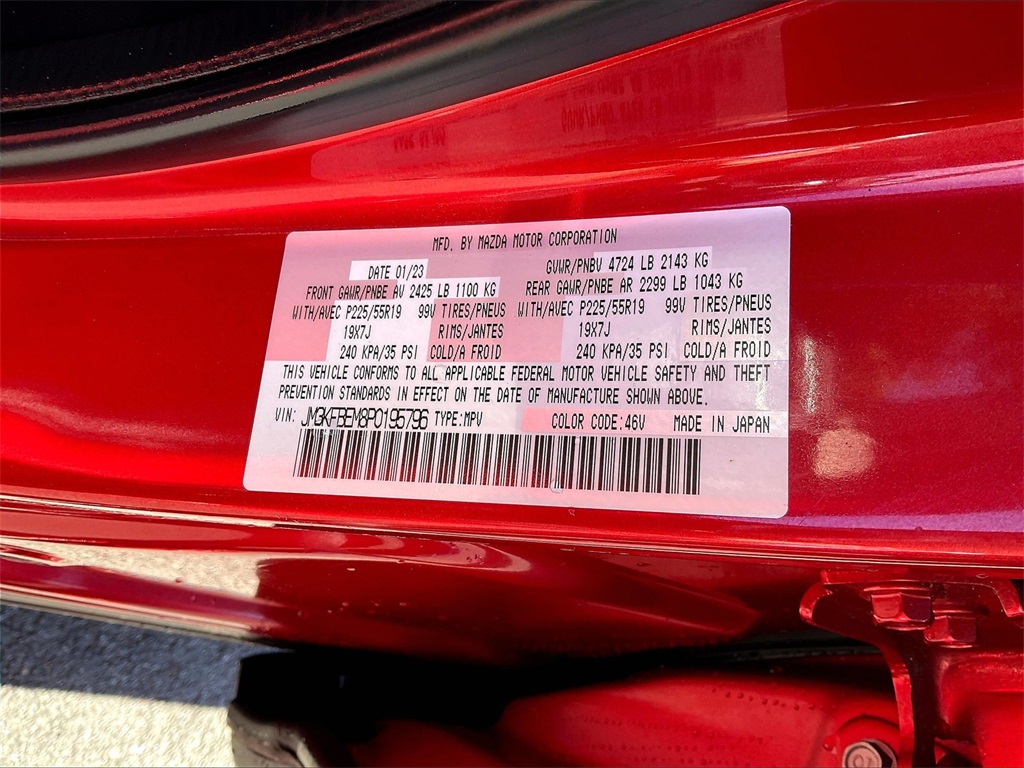 MFD. BY MAZDA MOTOR CORPORATION
DATE 01/23 GVWR/PNBV 4724 LB 2143 KG
FRONT GAWR/PNBE AV 2425 LB 1100 KG REAR GAWR/PNBE AR 2299 LB 1043 KG
WITH/AVEC P225/55R19 99V TIRES/PNEUS WITH/AVEC P225/55R19 99V TIRES/PNEUS
19X7J RIMS/JANTES 19X7J RIMS/JANTES
240 KPA/35 PSI COLD/A FROID 240 KPA/35 PSI COLD/A FROID
THIS VEHICLE CONFORMS TO ALL APPLICABLE FEDERAL MOTOR VEHICLE SAFETY AND THEFT
PREVENTION STANDARDS IN EFFECT ON THE DATE OF MANUFACTURE SHOWN ABOVE.
VIN: JM3KFBEM8P0195796 TYPE:MPV COLOR CODE:46V MADE IN JAPAN